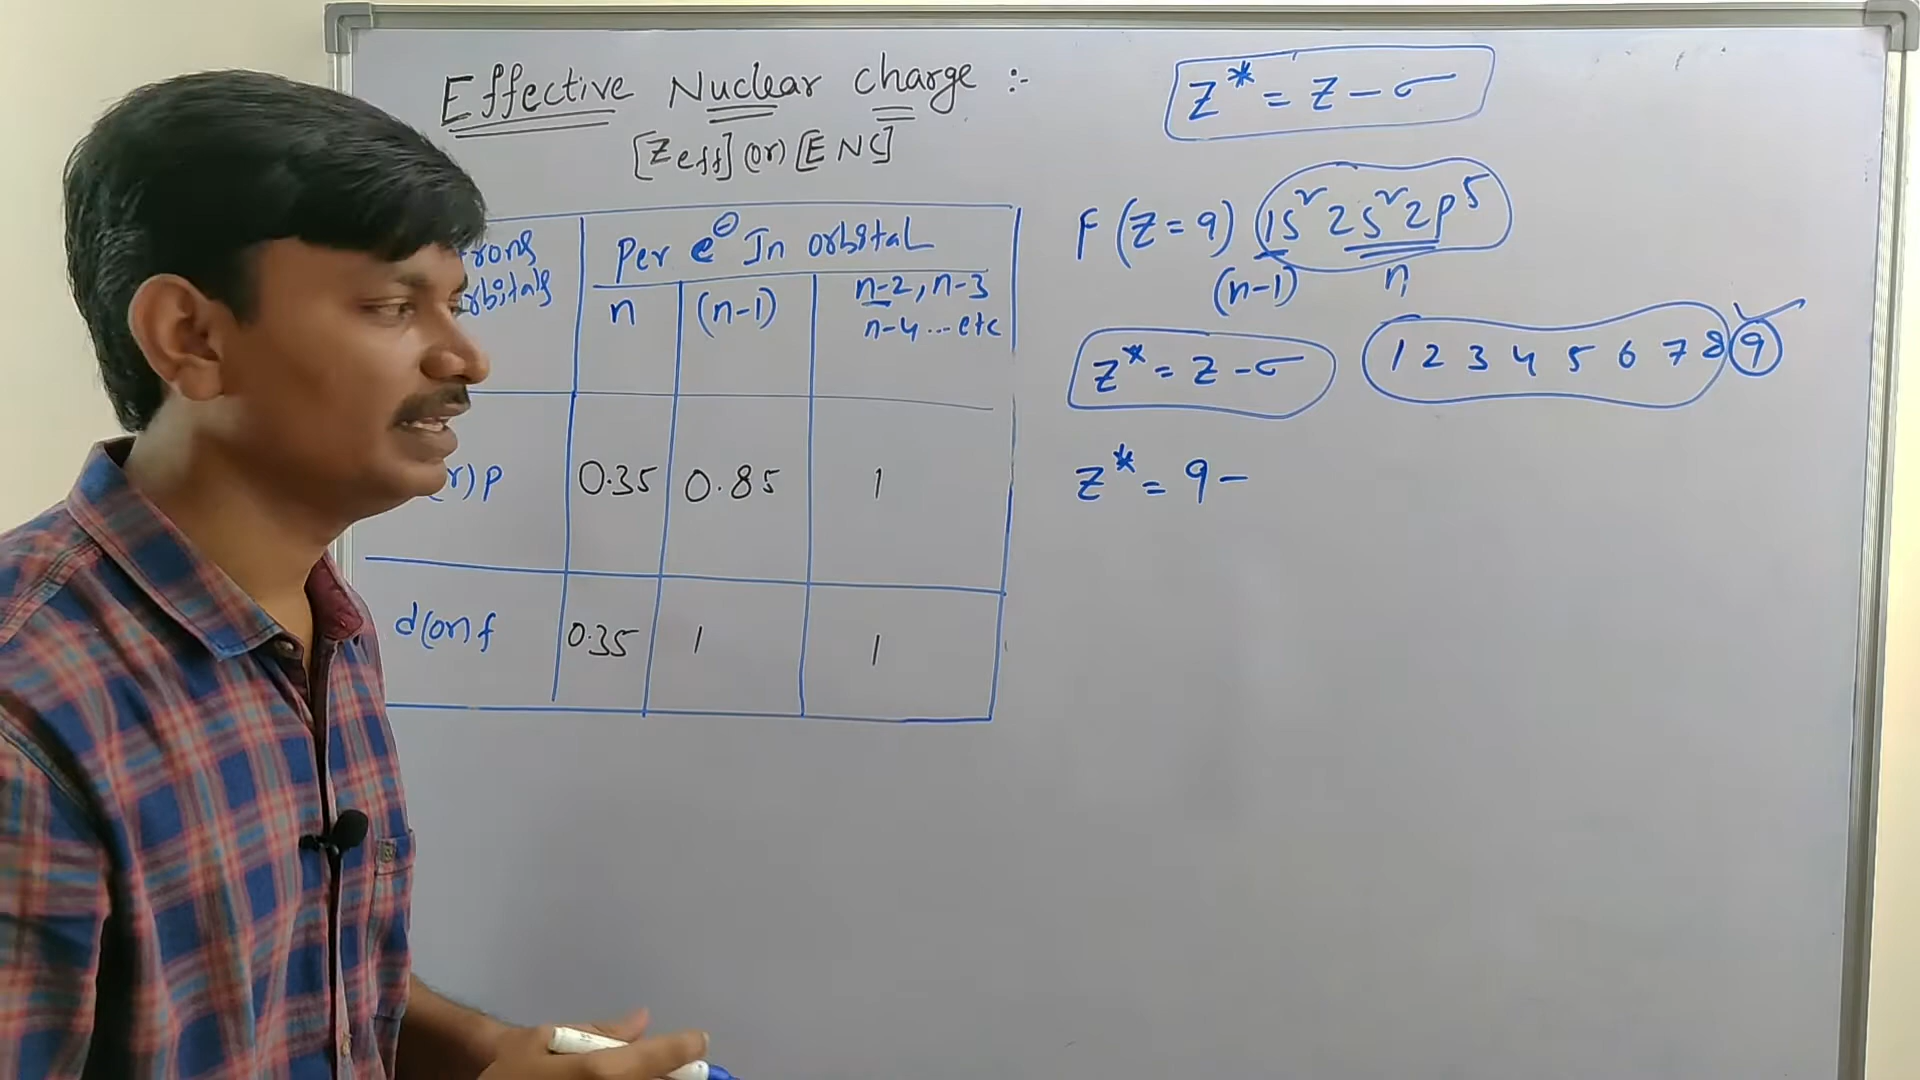 Effective Nuclear charge :-
[Zeff] (or) [ENC]
Z* = Z - σ
Per e⊖ In orbital
n (n-1) n-2, n-3
n-4 ... etc
p 0.35 0.85 1
d(or) f 0.35 1 1
F (Z = 9) 1s² 2s² 2p⁵
(n-1) n
Z* = Z - σ 1 2 3 4 5 6 7 8 9
Z* = 9 -